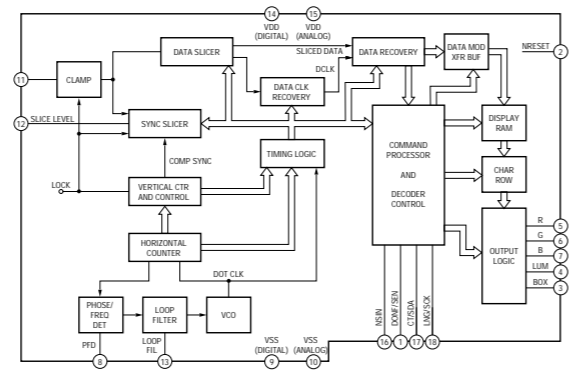 14
15
VDD
(DIGITAL)
VDD
(ANALOG)
DATA SLICER
SLICED DATA
DATA RECOVERY
DATA MOD
XFR BUF
NRESET
2
11
CLAMP
DCLK
DATA CLK
RECOVERY
12
SLICE LEVEL
SYNC SLICER
COMMAND
PROCESSOR
AND
DECODER
CONTROL
DISPLAY
RAM
COMP SYNC
TIMING LOGIC
CHAR
ROW
LOCK
VERTICAL CTR
AND CONTROL
HORIZONTAL
COUNTER
OUTPUT
LOGIC
R
5
G
6
B
7
LUM
4
BOX
3
DOT CLK
PHOSE/
FREQ
DET
LOOP
FILTER
VCO
NSIN
DONF/SEN
CT/SDA
LNG/SCK
16
1
17
18
PFD
LOOP
FIL
VSS
(DIGITAL)
VSS
(ANALOG)
8
13
9
10